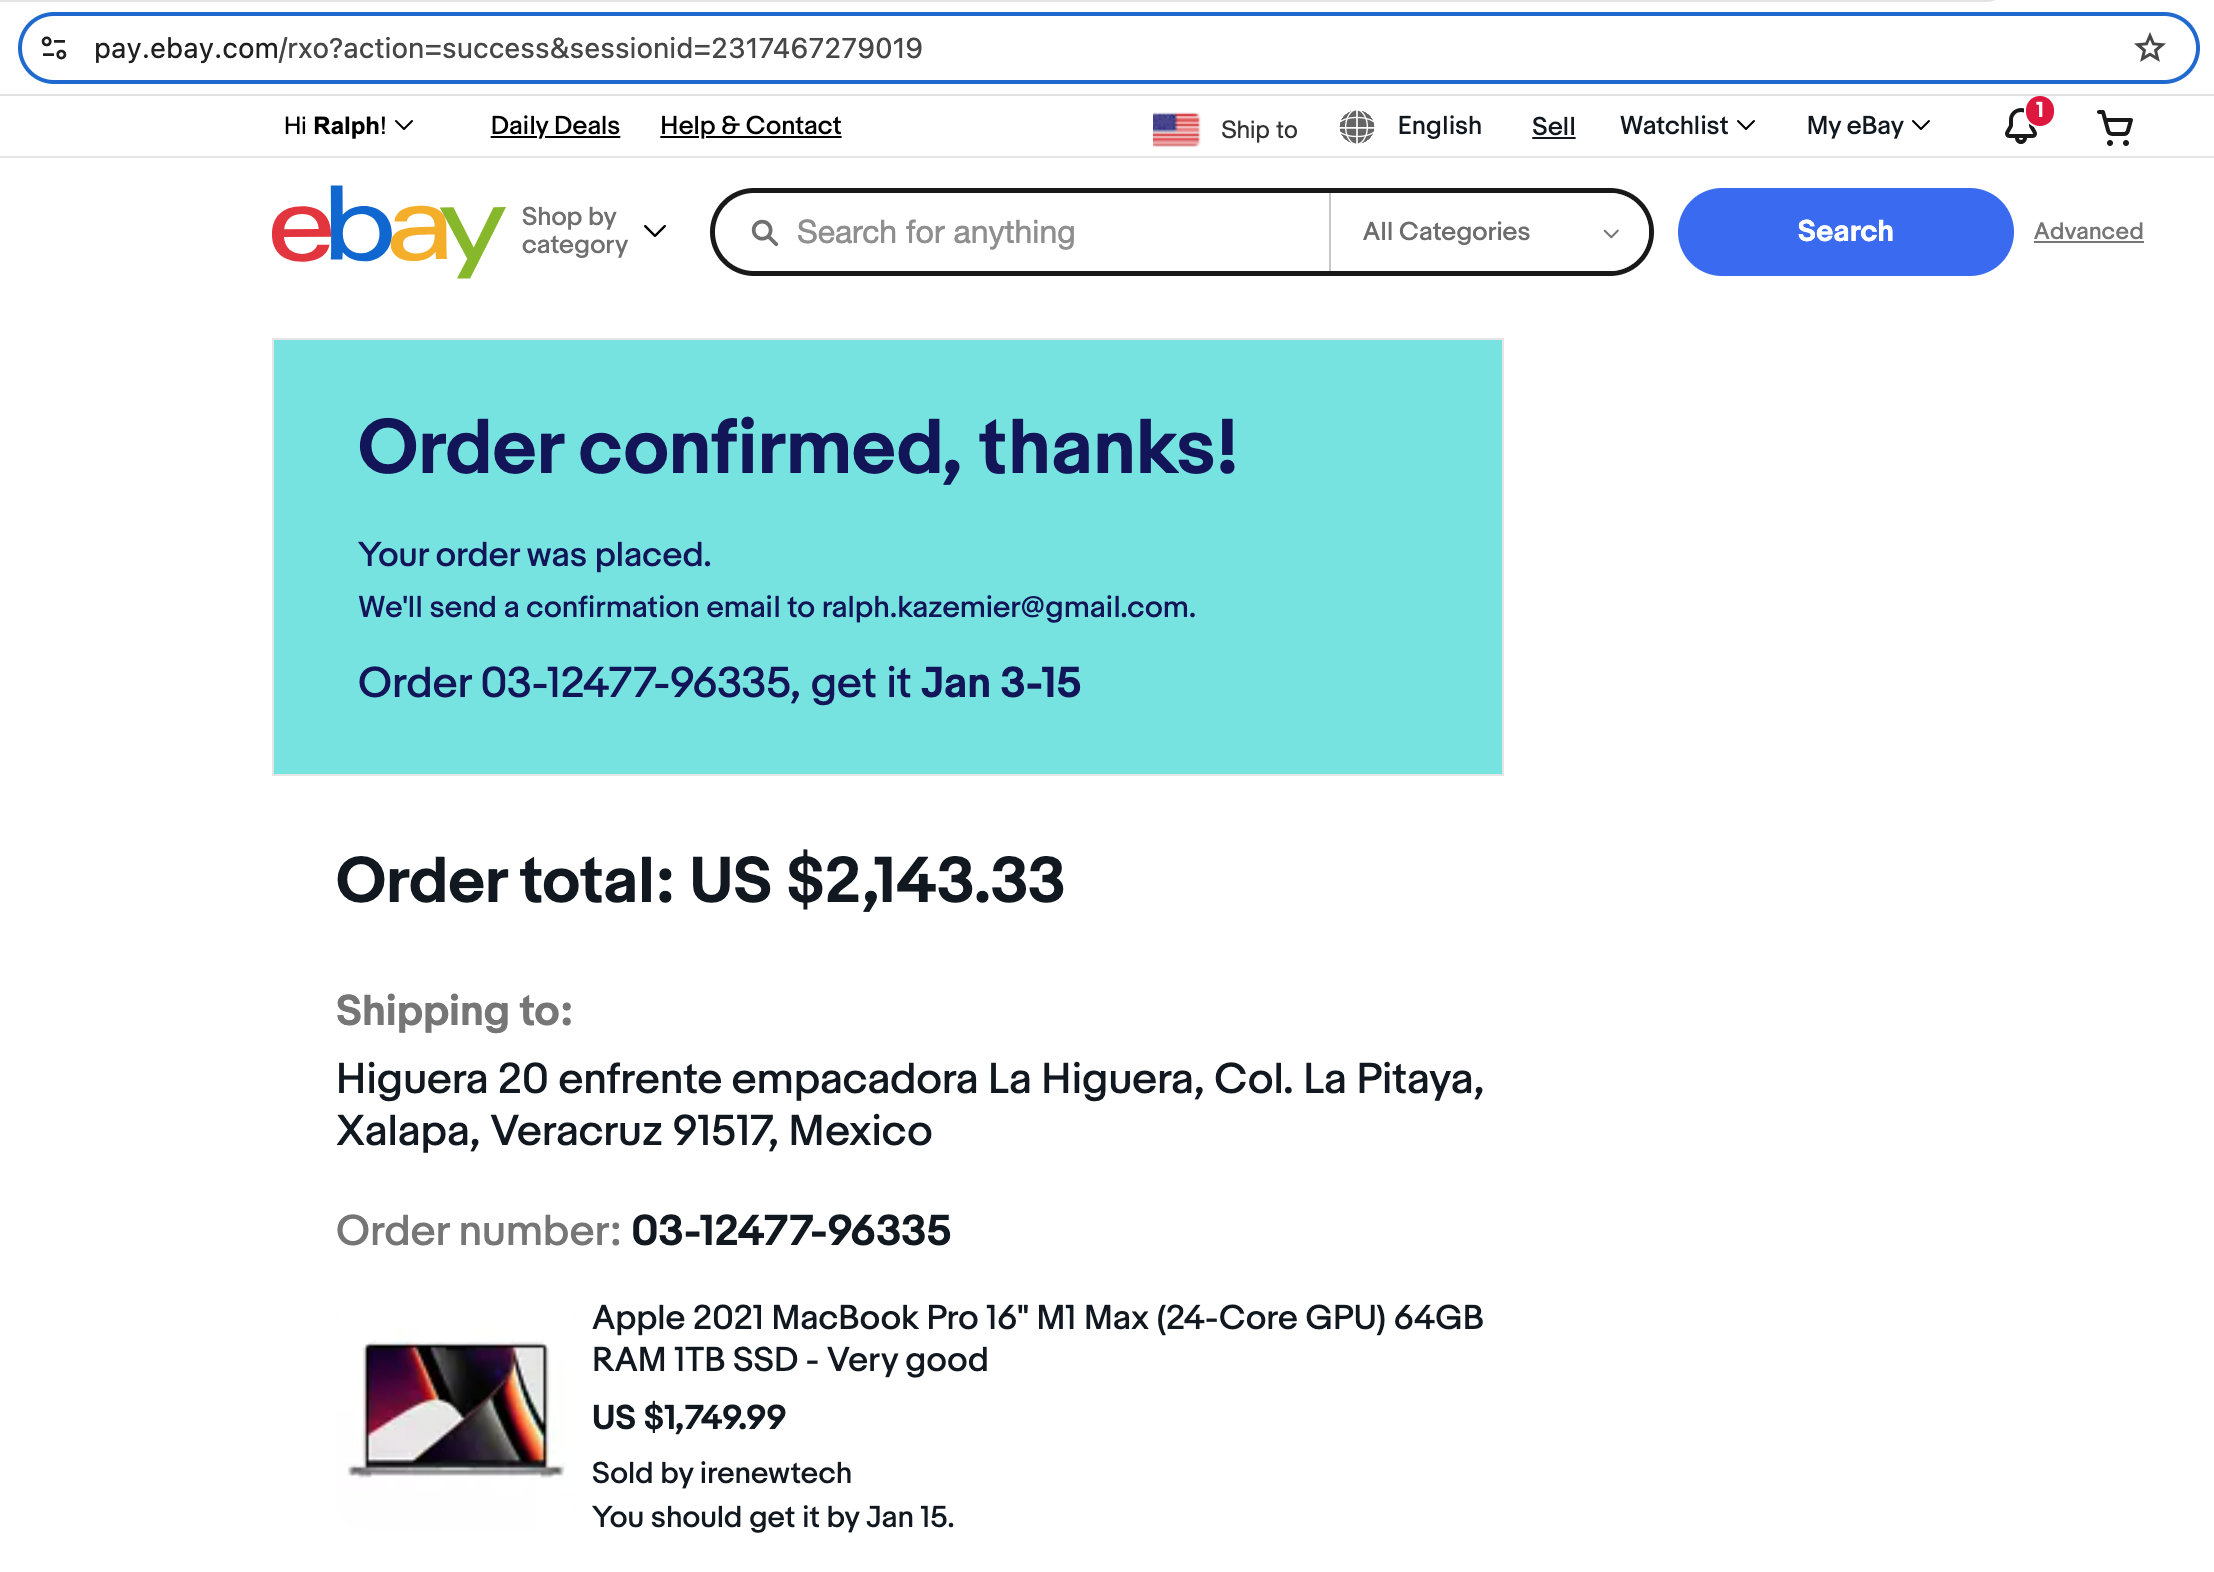 pay.ebay.com/rxo?action=success&sessionid=2317467279019
Hi Ralph! Daily Deals Help & Contact Ship to English Sell Watchlist My eBay 1
ebay Shop by category Search for anything All Categories Search Advanced
Order confirmed, thanks!
Your order was placed.
We'll send a confirmation email to ralph.kazemier@gmail.com.
Order 03-12477-96335, get it Jan 3-15
Order total: US $2,143.33
Shipping to:
Higuera 20 enfrente empacadora La Higuera, Col. La Pitaya,
Xalapa, Veracruz 91517, Mexico
Order number: 03-12477-96335
Apple 2021 MacBook Pro 16" M1 Max (24-Core GPU) 64GB
RAM 1TB SSD - Very good
US $1,749.99
Sold by irenewtech
You should get it by Jan 15.